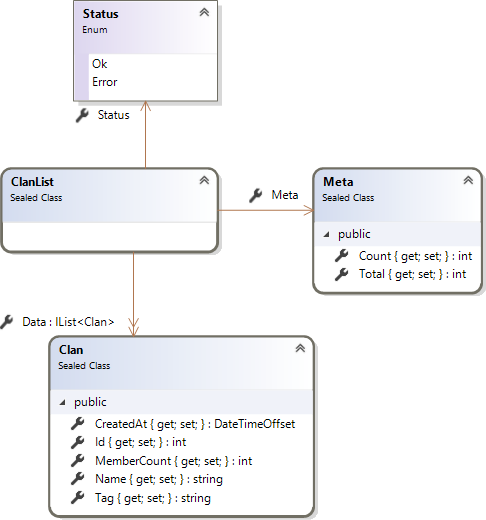 Status
Enum
Ok
Error
Status
ClanList
Sealed Class
Meta
Meta
Sealed Class
public
Count { get; set; } : int
Total { get; set; } : int
Data : IList<Clan>
Clan
Sealed Class
public
CreatedAt { get; set; } : DateTimeOffset
Id { get; set; } : int
MemberCount { get; set; } : int
Name { get; set; } : string
Tag { get; set; } : string